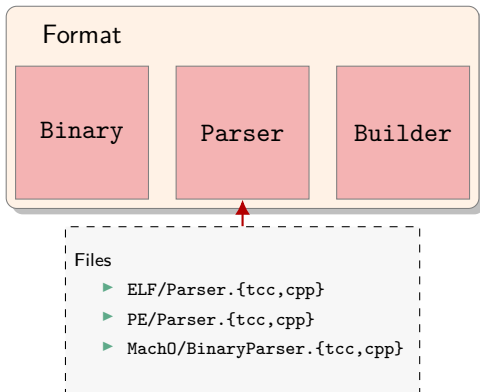 Format
Binary Parser Builder
Files
ELF/Parser.{tcc,cpp}
PE/Parser.{tcc,cpp}
MachO/BinaryParser.{tcc,cpp}